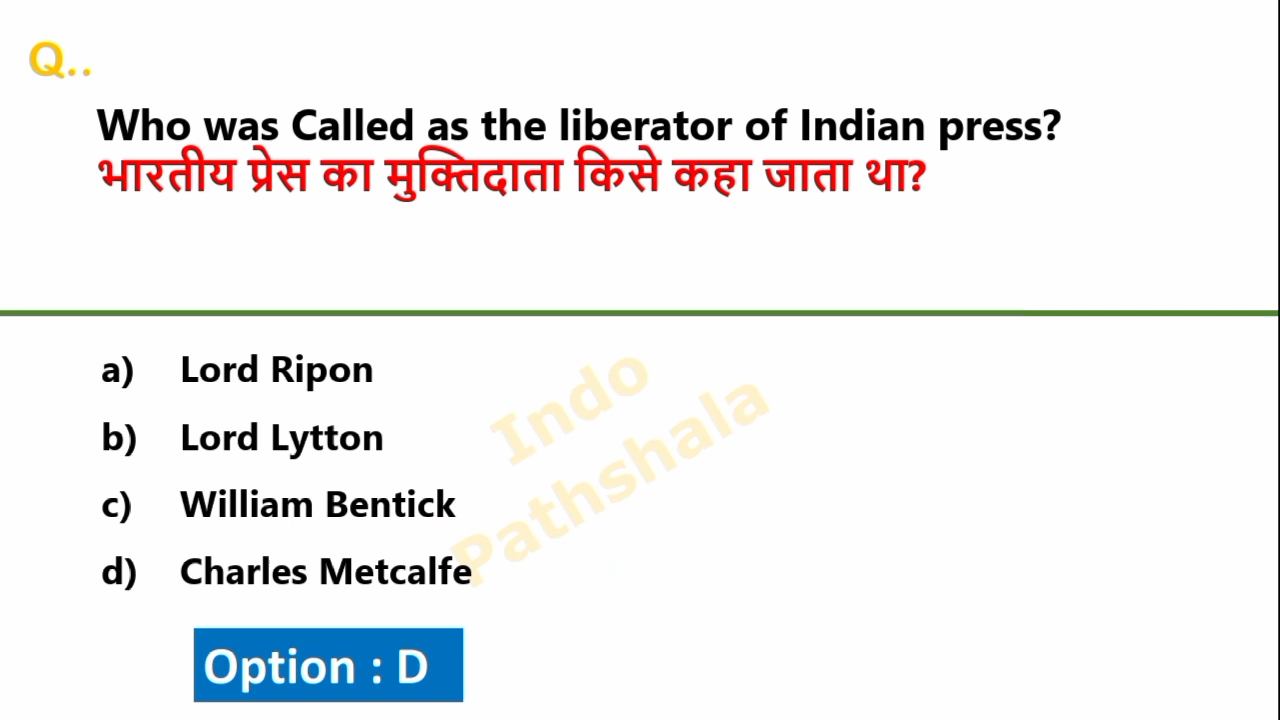 Q..
Who was Called as the liberator of Indian press?
भारतीय प्रेस का मुक्तिदाता किसे कहा जाता था?
a) Lord Ripon
b) Lord Lytton
c) William Bentick
d) Charles Metcalfe
Indo
Pathshala
Option : D